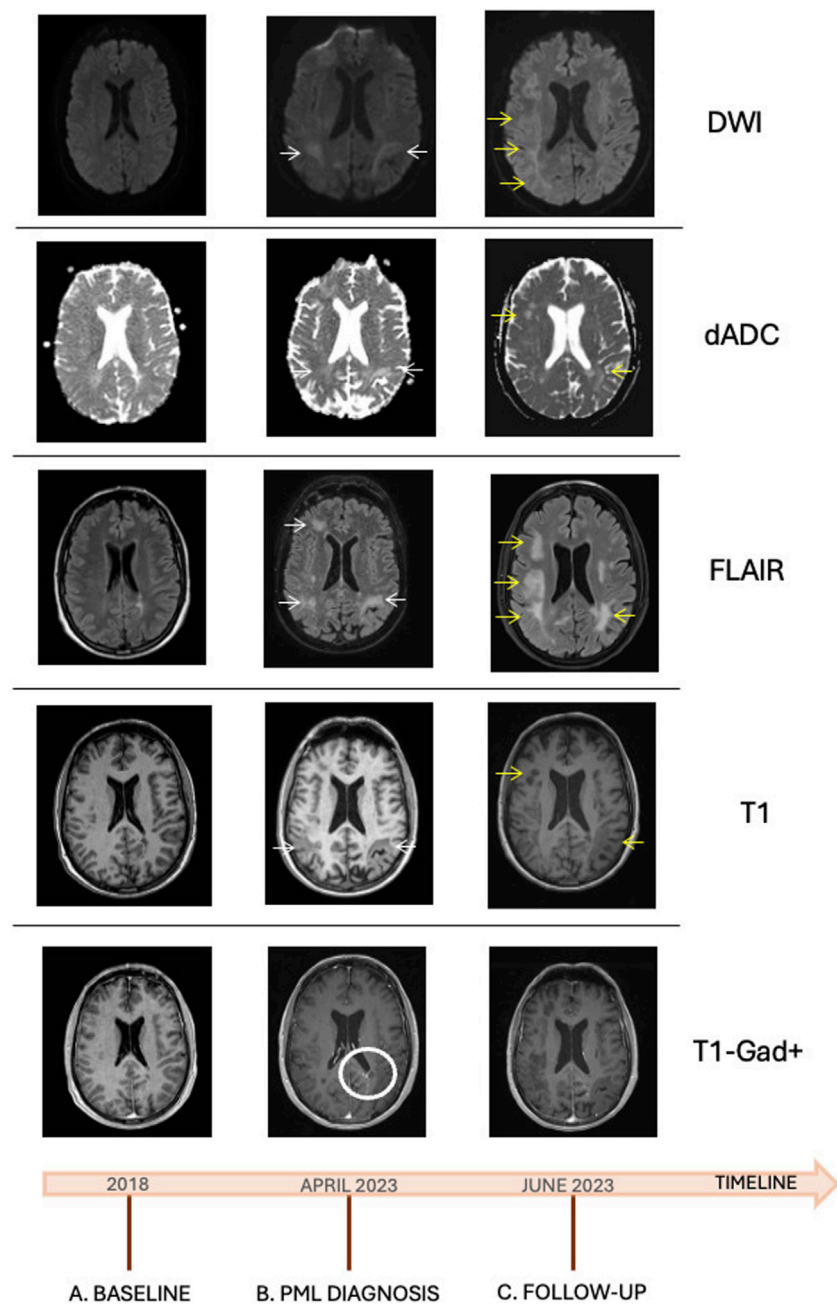 DWI
dADC
FLAIR
T1
T1-Gad+
2018
APRIL 2023
JUNE 2023
TIMELINE
A. BASELINE
B. PML DIAGNOSIS
C. FOLLOW-UP